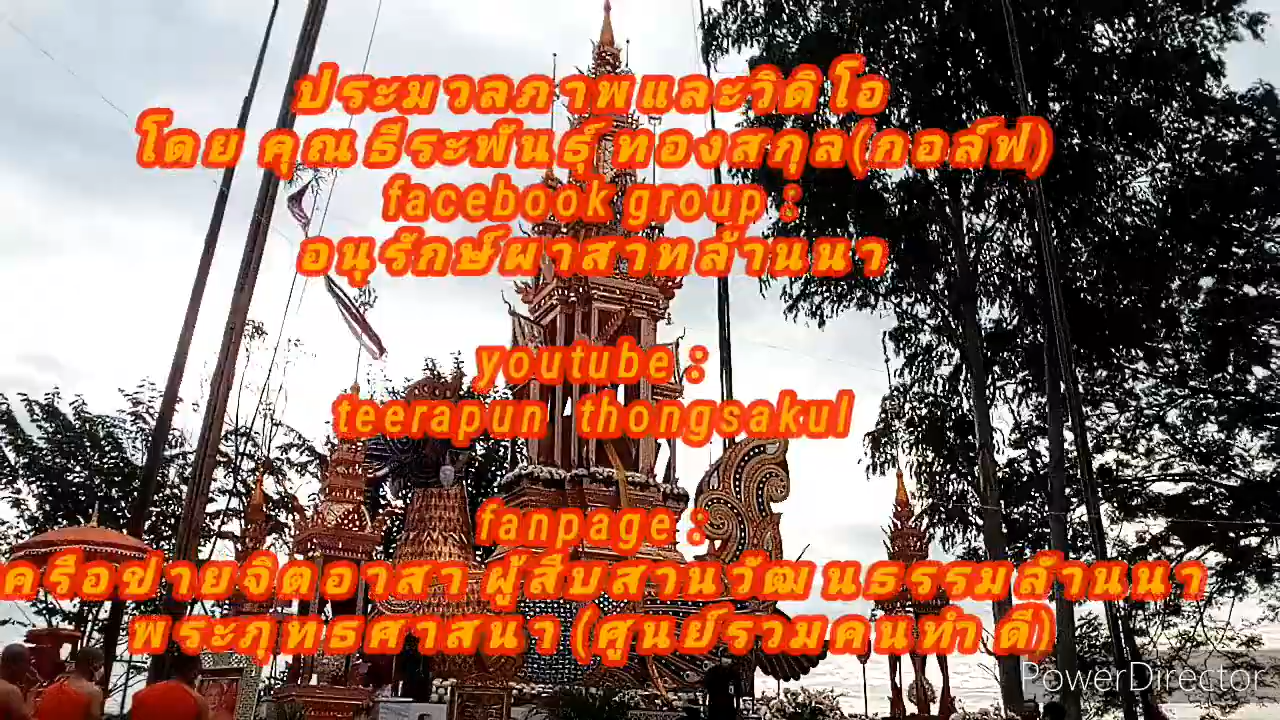 ประมวลภาพและวิดิโอ
โดย คุณธีระพันธุ์ ทองสกุล(กอล์ฟ)
facebook group :
อนุรักษ์ผาสาทล้านนา
youtube :
teerapun thongsakul
fanpage :
ครือข่ายจิตอาสา ผู้สืบสานวัฒนธรรมล้านนา
พระภุทธศาสนา (ศูนย์รวมคนทำดี)
PowerDirector